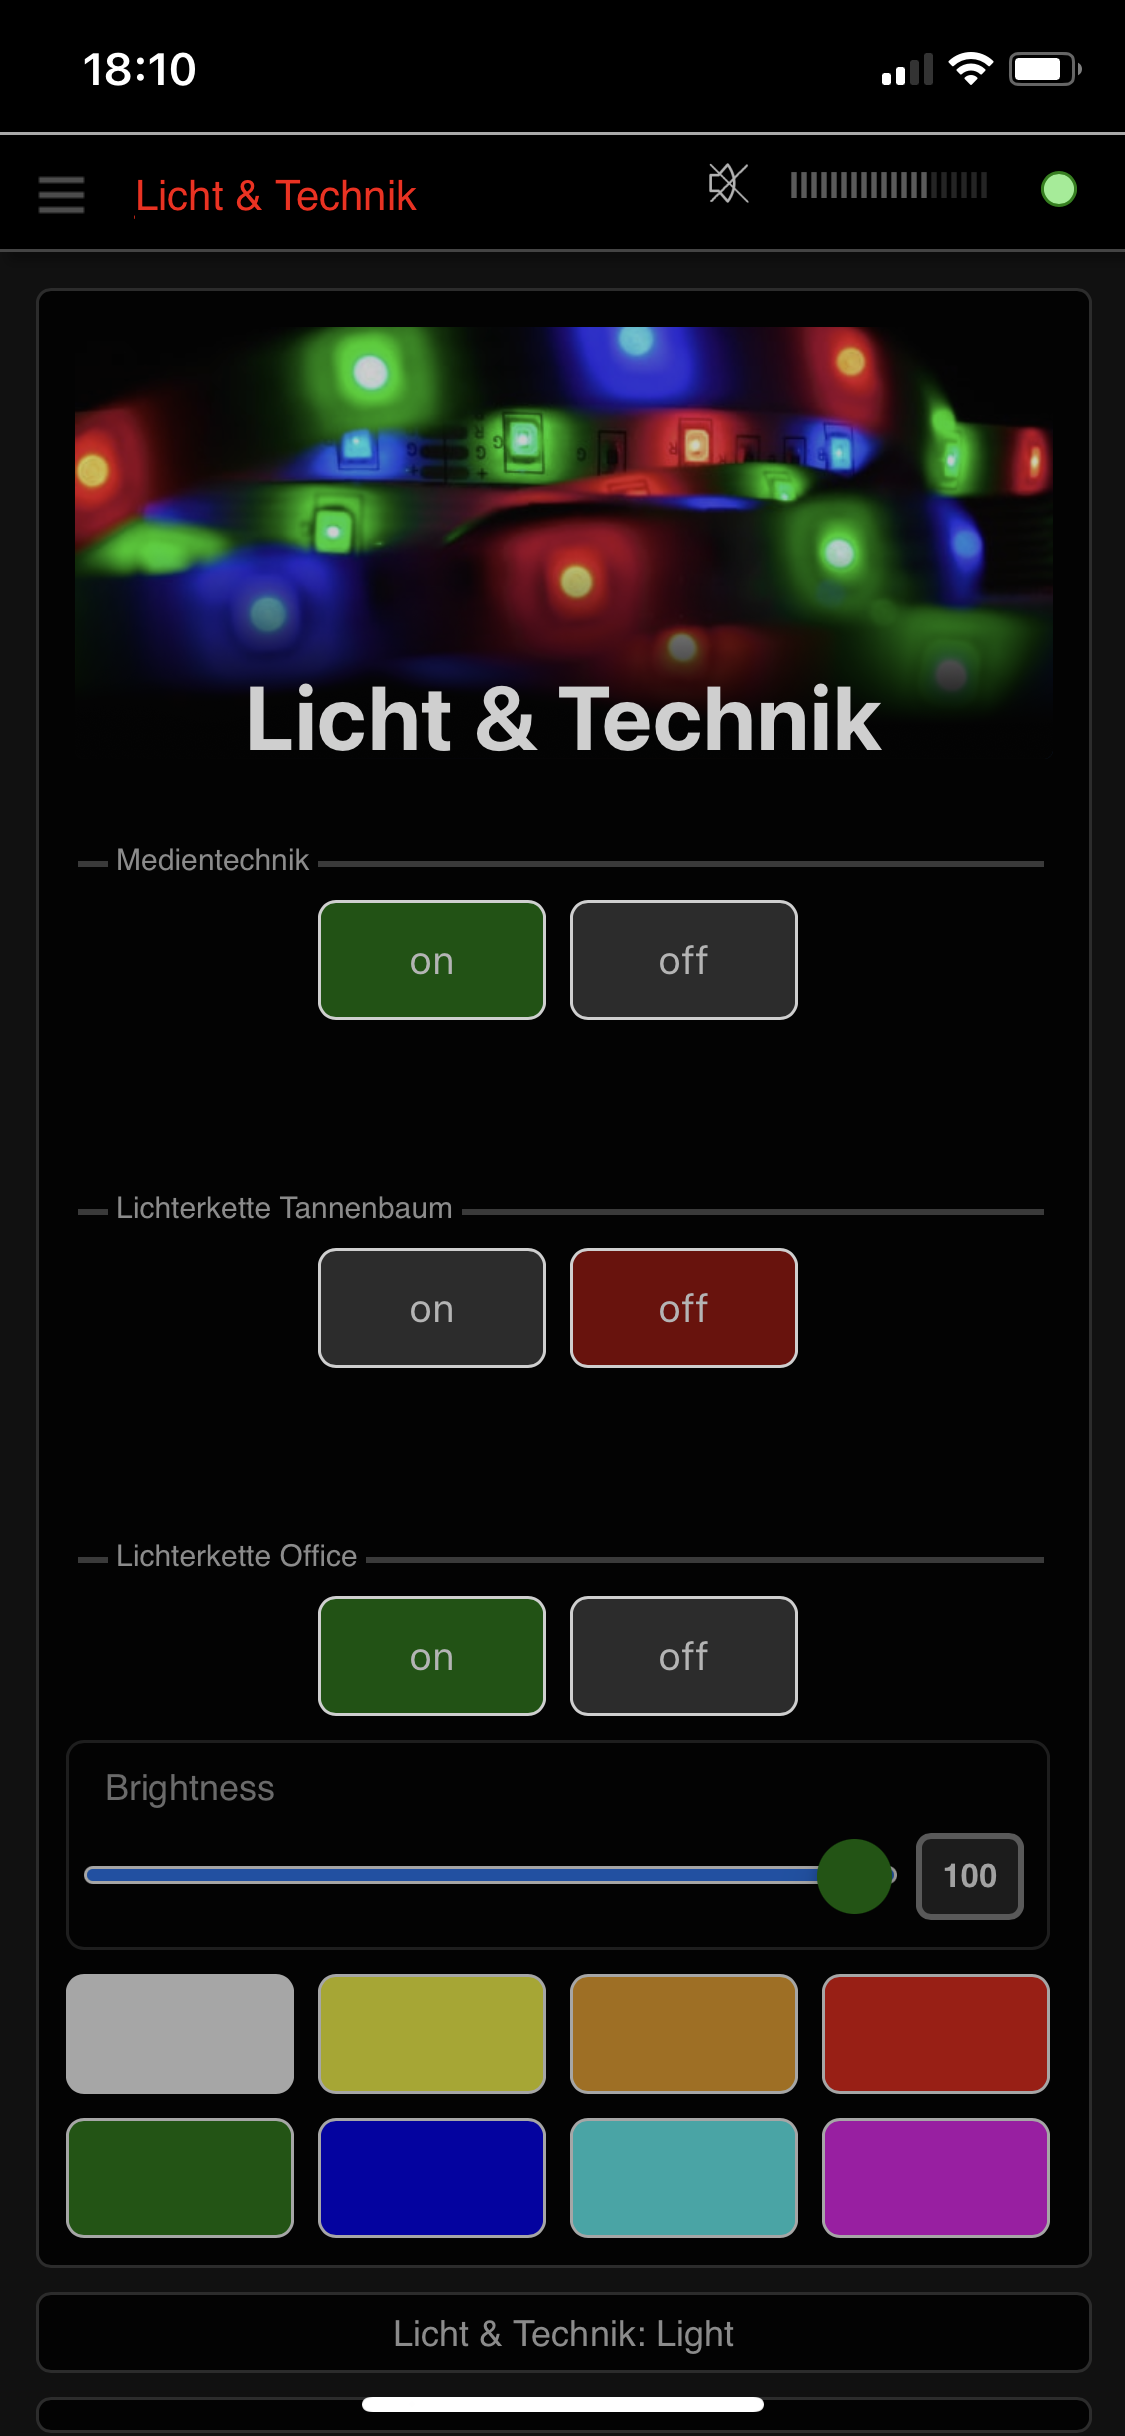 18:10
Licht & Technik
Licht & Technik
Medientechnik
on off
Lichterkette Tannenbaum
on off
Lichterkette Office
on off
Brightness
100
Licht & Technik: Light